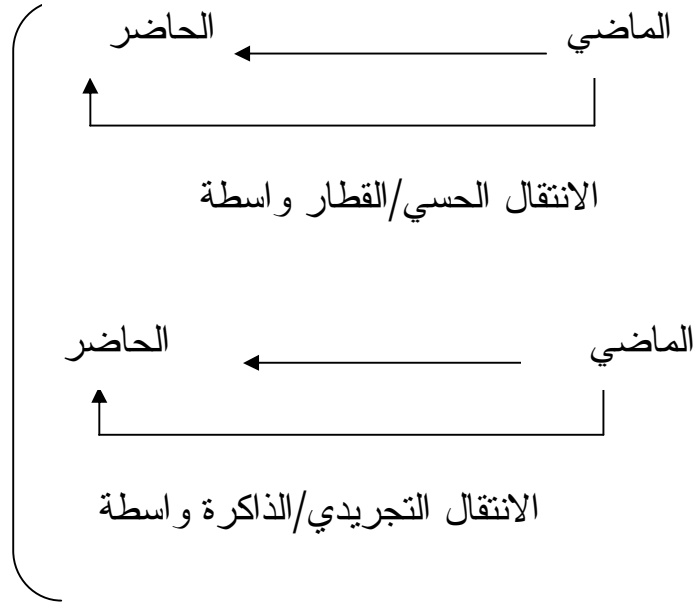 الماضي الحاضر
الانتقال الحسي/القطار واسطة
الماضي الحاضر
الانتقال التجريدي/الذاكرة واسطة